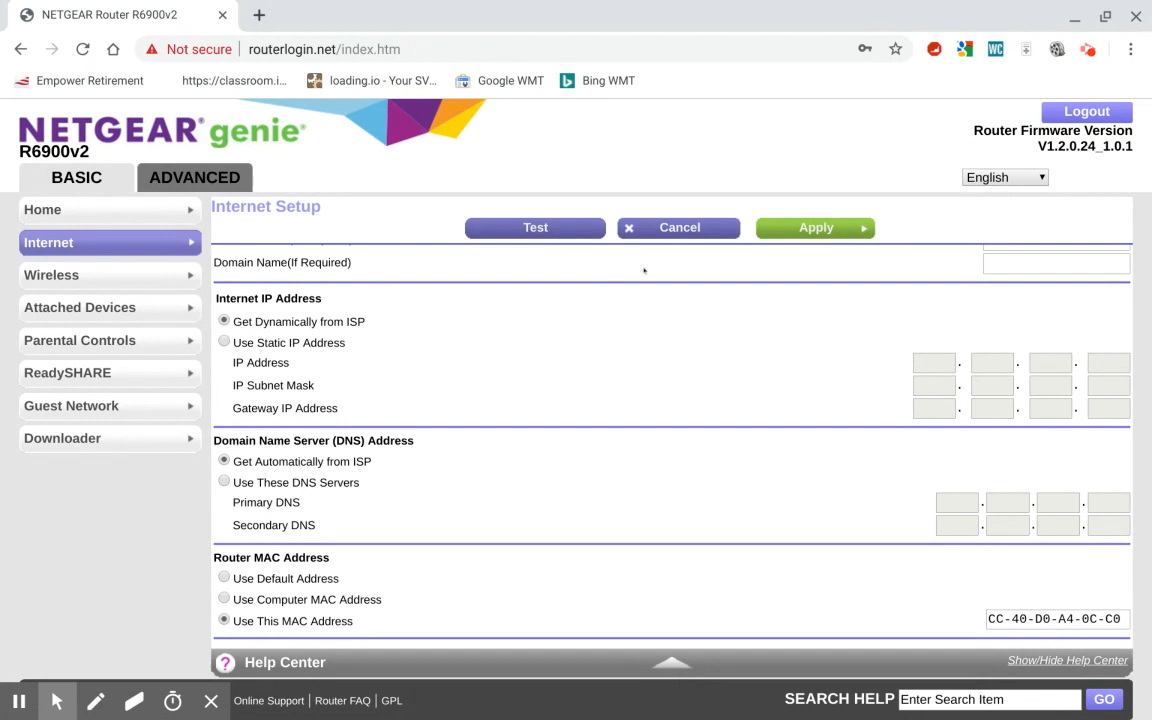 NETGEAR Router R6900v2
Not secure
routerlogin.net/index.htm
Empower Retirement
https://classroom.i...
loading.io - Your SV...
Google WMT
Bing WMT
WC
NETGEAR® genie®
R6900v2
Logout
Router Firmware Version
V1.2.0.24_1.0.1
BASIC
ADVANCED
English
Home
Internet
Wireless
Attached Devices
Parental Controls
ReadySHARE
Guest Network
Downloader
Internet Setup
Test
Cancel
Apply
Domain Name(If Required)
Internet IP Address
Get Dynamically from ISP
Use Static IP Address
IP Address
. . .
IP Subnet Mask
. . .
Gateway IP Address
. . .
Domain Name Server (DNS) Address
Get Automatically from ISP
Use These DNS Servers
Primary DNS
. . .
Secondary DNS
. . .
Router MAC Address
Use Default Address
Use Computer MAC Address
Use This MAC Address
CC-40-D0-A4-0C-C0
? Help Center
Show/Hide Help Center
Online Support | Router FAQ | GPL
SEARCH HELP
Enter Search Item
GO